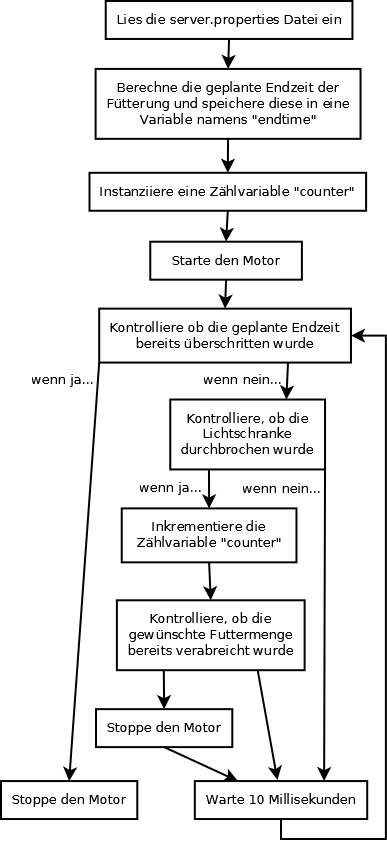 Lies die server.properties Datei ein
Berechne die geplante Endzeit der
Fütterung und speichere diese in eine
Variable namens "endtime"
Instanziiere eine Zählvariable "counter"
Starte den Motor
Kontrolliere ob die geplante Endzeit
bereits überschritten wurde
wenn ja...
wenn nein...
Kontrolliere, ob die
Lichtschranke
durchbrochen wurde
wenn ja...
wenn nein...
Inkrementiere die
Zählvariable "counter"
Kontrolliere, ob die
gewünschte Futtermenge
bereits verabreicht wurde
Stoppe den Motor
Stoppe den Motor
Warte 10 Millisekunden